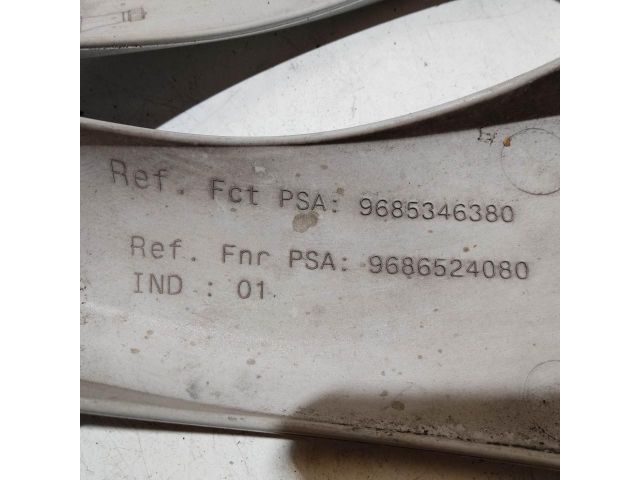 Ref. Fct PSA: 9685346380
Ref. Fnr PSA: 9686524080
IND : 01